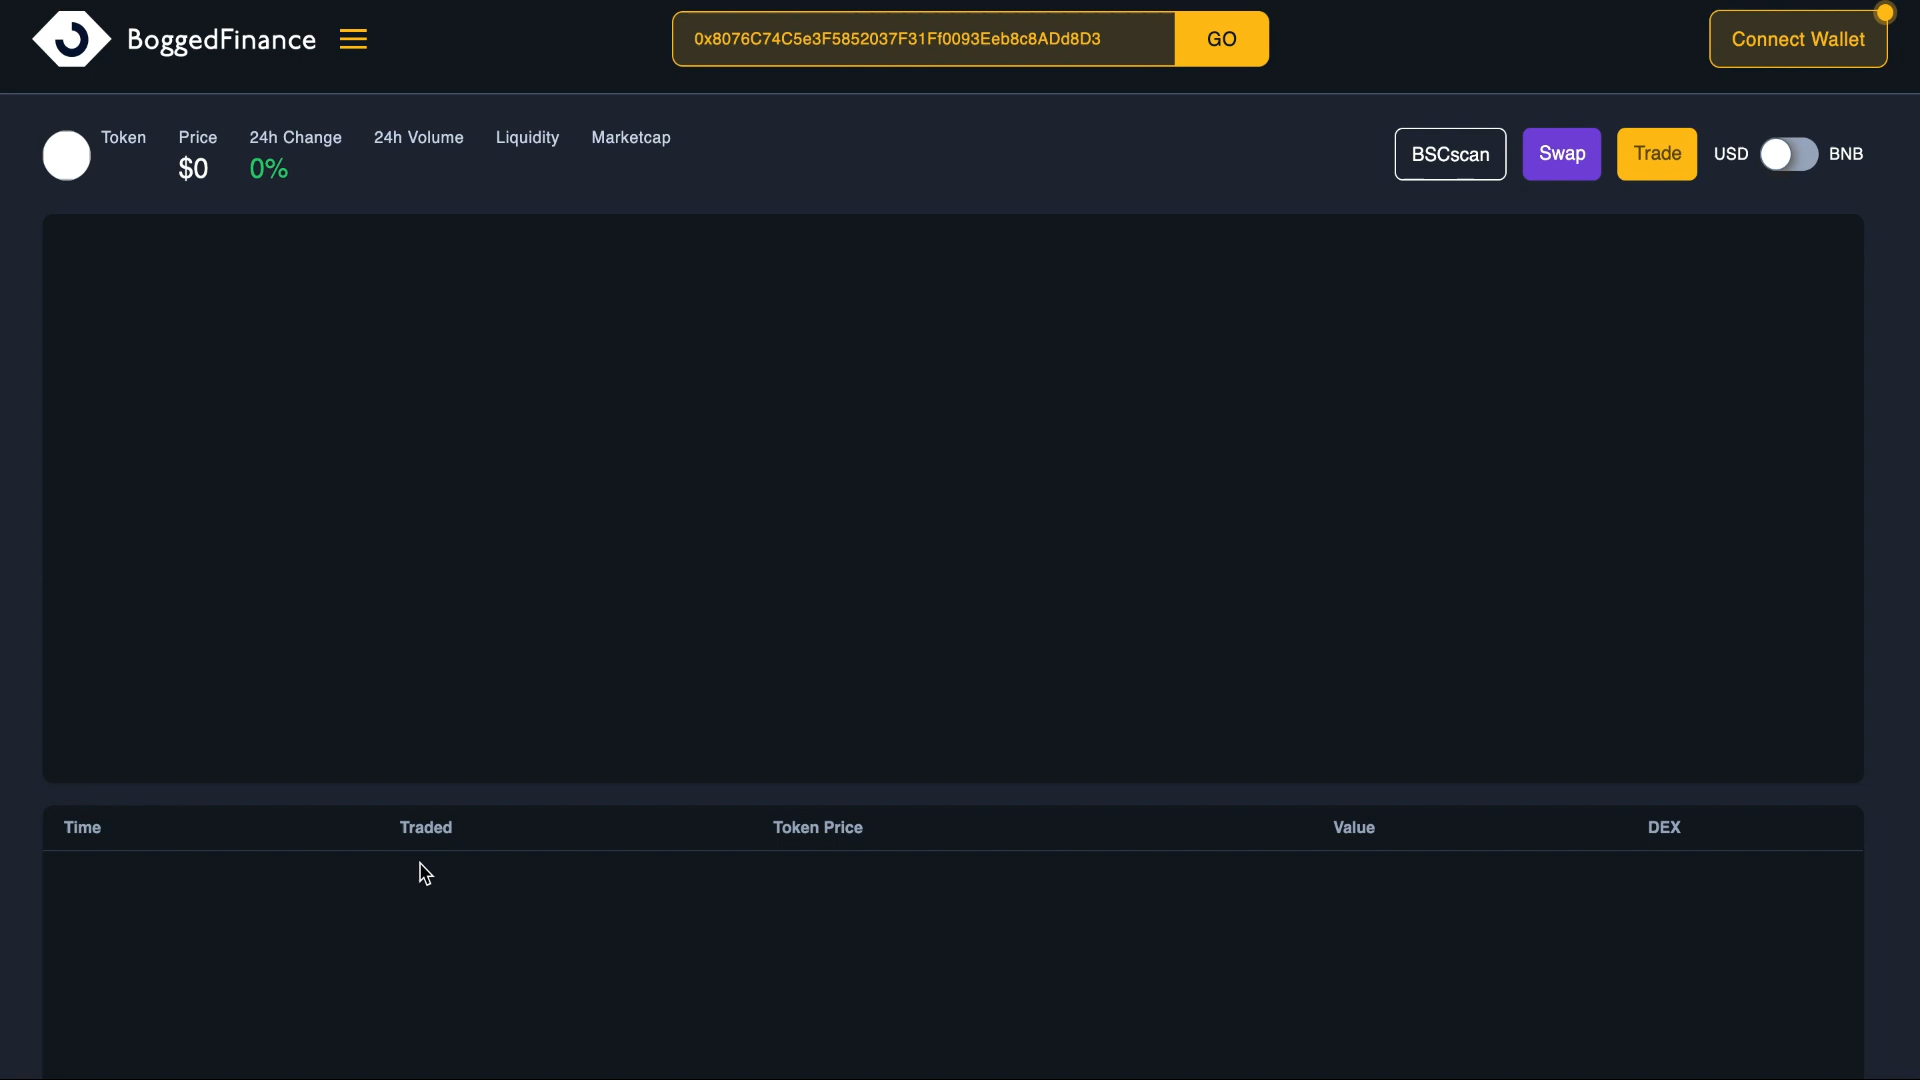 BoggedFinance
0x8076C74C5e3F5852037F31Ff0093Eeb8c8ADd8D3
GO
Connect Wallet
Token Price 24h Change 24h Volume Liquidity Marketcap
$0 0%
BSCscan Swap Trade USD BNB
Time Traded Token Price Value DEX